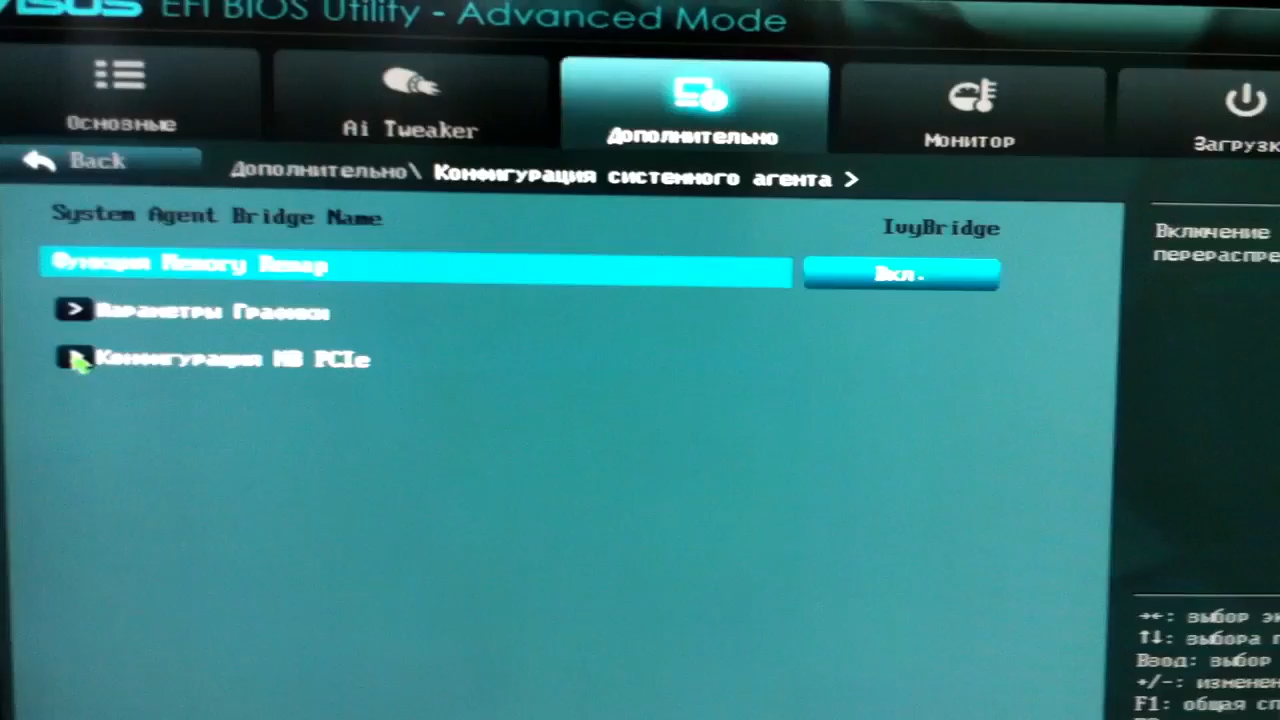 ASUS EFI BIOS Utility - Advanced Mode
Основные
Ai Tweaker
Дополнительно
Монитор
Загрузк
Back
Дополнительно\ Конфигурация системного агента >
System Agent Bridge Name
IvyBridge
Функция Memory Remap
Вкл.
> Параметры Графики
> Конфигурация NB PCIe
Включение
перераспре
→←: выбор эк
↑↓: выбора п
Ввод: выбор
+/-: изменен
F1: общая сп